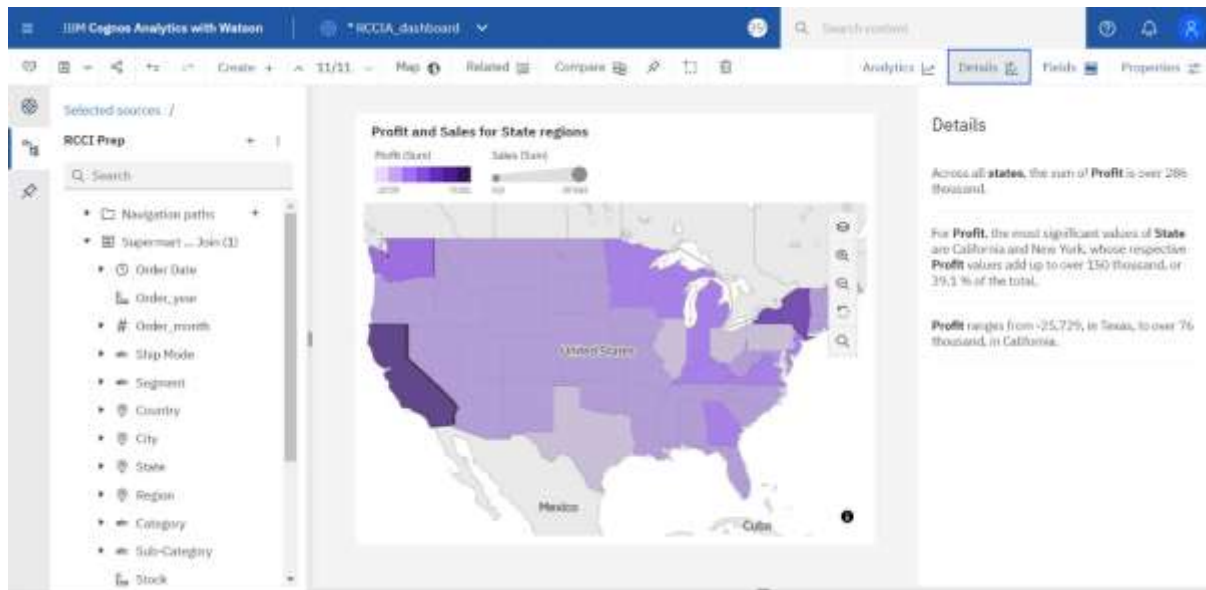 IBM Cognos Analytics with Watson
* RCCIA_dashboard
Search content
Create +
11/11
Map
Related
Compare
Analytics
Details
Fields
Properties
Selected sources /
RCCI Prep
Search
Navigation paths
Supermart ... Join (1)
Order Date
Order_year
Order_month
Ship Mode
Segment
Country
City
State
Region
Category
Sub-Category
Stock
Profit and Sales for State regions
Profit (Sum)
Sales (Sum)
United States
Mexico
Cuba
Details
Across all states, the sum of Profit is over 286
thousand.
For Profit, the most significant values of State
are California and New York, whose respective
Profit values add up to over 150 thousand, or
39.1 % of the total.
Profit ranges from -25,729, in Texas, to over 76
thousand, in California.